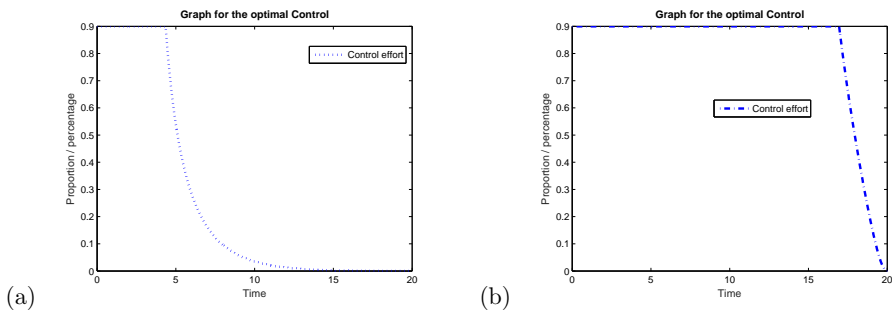 Graph for the optimal Control
0.9
0.8
0.7
0.6
0.5
0.4
0.3
0.2
0.1
0
Proportion / percentage
Control effort
0 5 10 15 20
Time
(a)
Graph for the optimal Control
0.9
0.8
0.7
0.6
0.5
0.4
0.3
0.2
0.1
0
Proportion / percentage
Control effort
0 5 10 15 20
Time
(b)